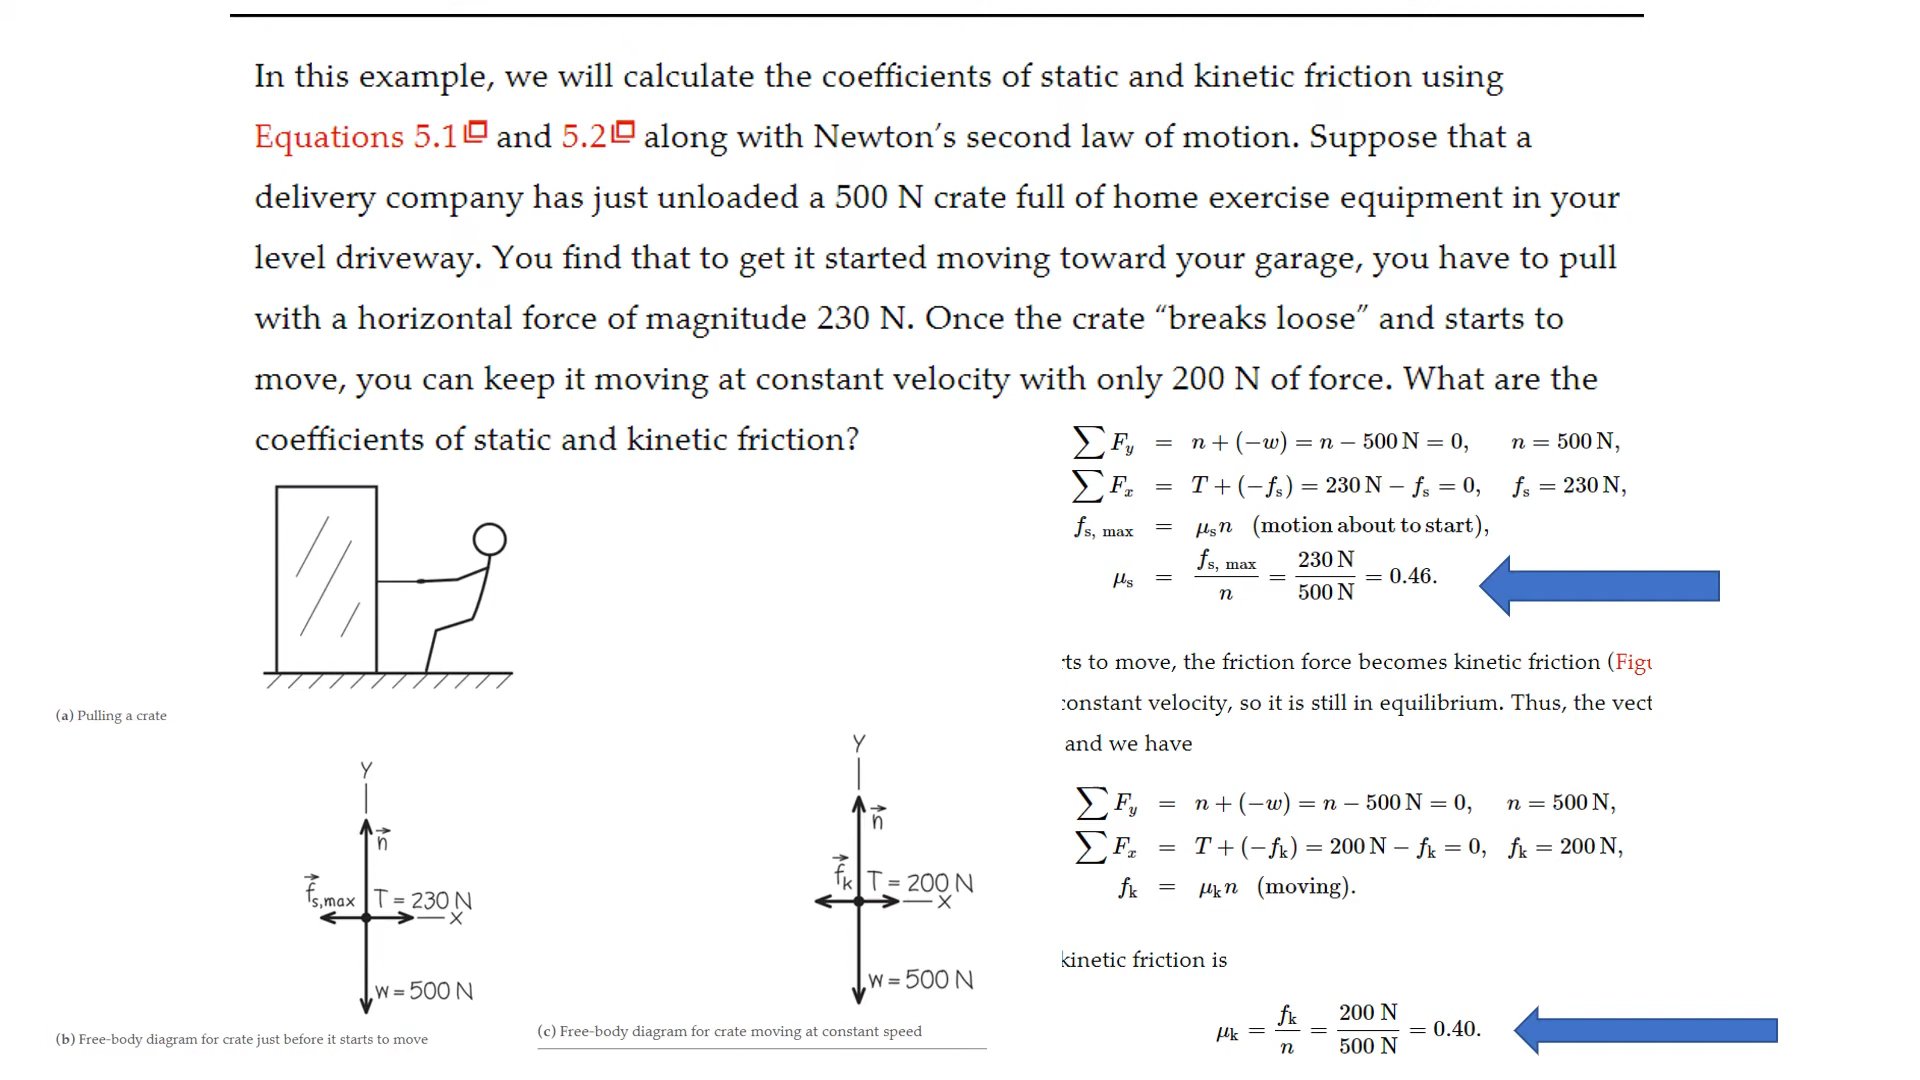 In this example, we will calculate the coefficients of static and kinetic friction using
Equations 5.1 and 5.2 along with Newton's second law of motion. Suppose that a
delivery company has just unloaded a 500 N crate full of home exercise equipment in your
level driveway. You find that to get it started moving toward your garage, you have to pull
with a horizontal force of magnitude 230 N. Once the crate “breaks loose” and starts to
move, you can keep it moving at constant velocity with only 200 N of force. What are the
coefficients of static and kinetic friction?
∑ F_y = n + (−w) = n − 500 N = 0, n = 500 N,
∑ F_x = T + (−f_s) = 230 N − f_s = 0, f_s = 230 N,
f_s, max = μ_s n (motion about to start),
μ_s = f_s, max / n = 230 N / 500 N = 0.46.
(a) Pulling a crate
rts to move, the friction force becomes kinetic friction (Figu
constant velocity, so it is still in equilibrium. Thus, the vect
and we have
∑ F_y = n + (−w) = n − 500 N = 0, n = 500 N,
∑ F_x = T + (−f_k) = 200 N − f_k = 0, f_k = 200 N,
f_k = μ_k n (moving).
kinetic friction is
μ_k = f_k / n = 200 N / 500 N = 0.40.
Y
n⃗
f⃗_s,max T = 230 N
X
w = 500 N
(b) Free-body diagram for crate just before it starts to move
Y
n⃗
f⃗_k T = 200 N
X
w = 500 N
(c) Free-body diagram for crate moving at constant speed